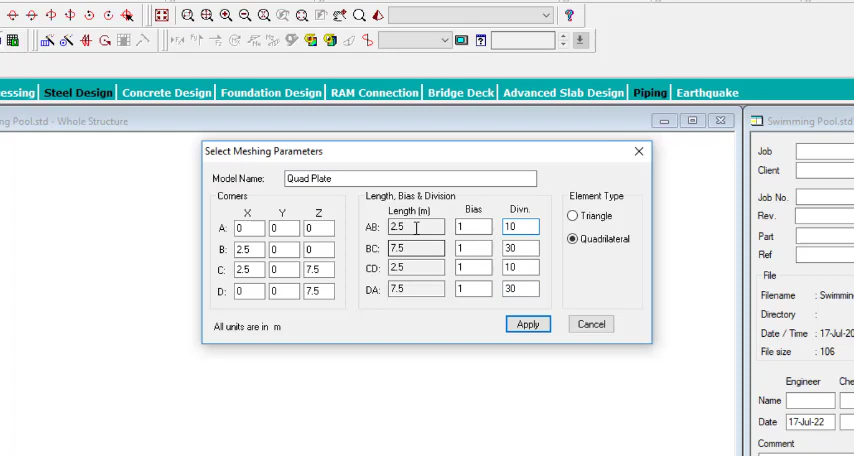 essing Steel Design Concrete Design Foundation Design RAM Connection Bridge Deck Advanced Slab Design Piping Earthquake
ng Pool.std - Whole Structure
Swimming Pool.std
Select Meshing Parameters
Model Name: Quad Plate
Corners
X Y Z
A: 0 0 0
B: 2.5 0 0
C: 2.5 0 7.5
D: 0 0 7.5
All units are in m
Length, Bias & Division
Length (m) Bias Divn.
AB: 2.5 1 10
BC: 7.5 1 30
CD: 2.5 1 10
DA: 7.5 1 30
Element Type
Triangle
Quadrilateral
Apply Cancel
Job
Client
Job No.
Rev.
Part
Ref
File
Filename : Swimmin
Directory :
Date / Time : 17-Jul-20
File size : 106
Engineer Che
Name
Date 17-Jul-22
Comment